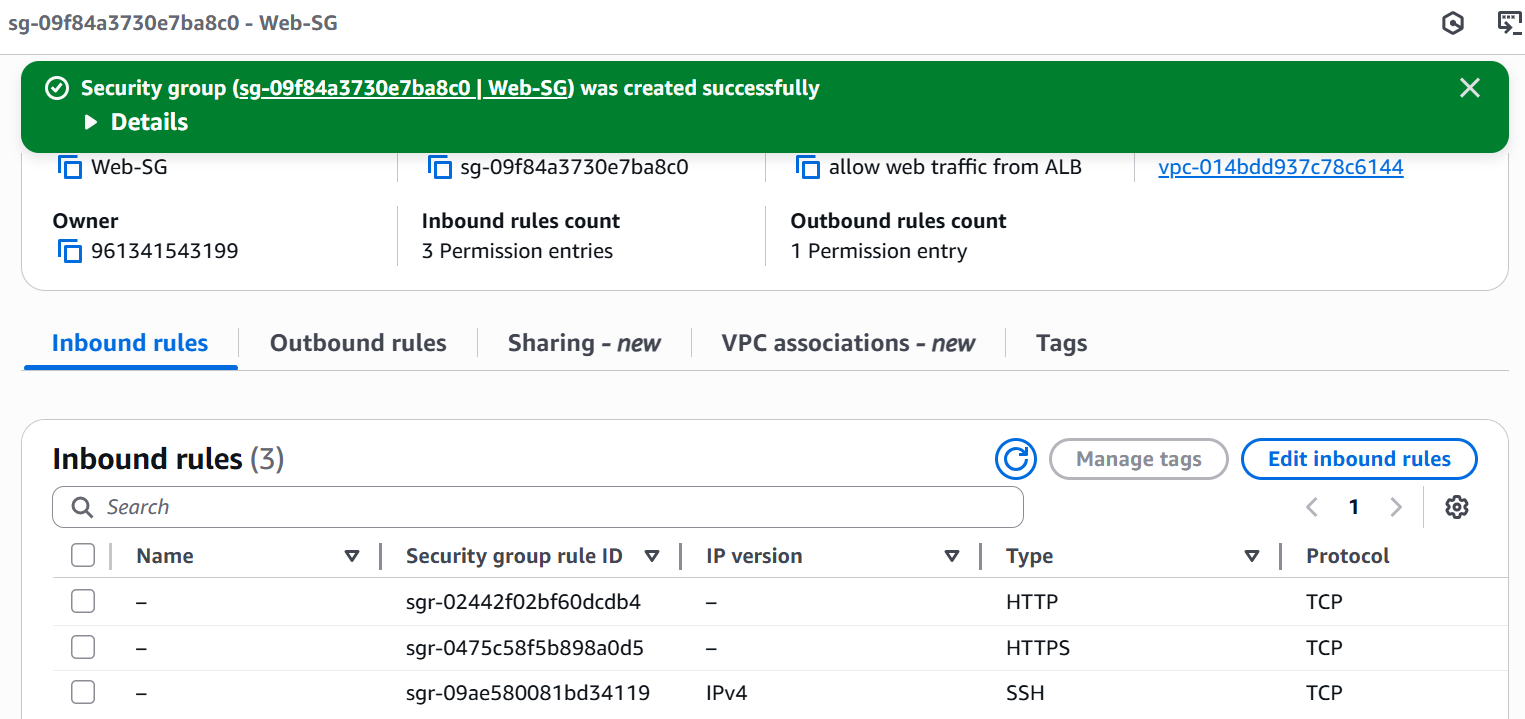 sg-09f84a3730e7ba8c0 - Web-SG
Security group (sg-09f84a3730e7ba8c0 | Web-SG) was created successfully
Details
Web-SG sg-09f84a3730e7ba8c0 allow web traffic from ALB vpc-014bdd937c78c6144
Owner Inbound rules count Outbound rules count
961341543199 3 Permission entries 1 Permission entry
Inbound rules Outbound rules Sharing - new VPC associations - new Tags
Inbound rules (3) Manage tags Edit inbound rules
Search 1
Name Security group rule ID IP version Type Protocol
– sgr-02442f02bf60dcdb4 – HTTP TCP
– sgr-0475c58f5b898a0d5 – HTTPS TCP
– sgr-09ae580081bd34119 IPv4 SSH TCP